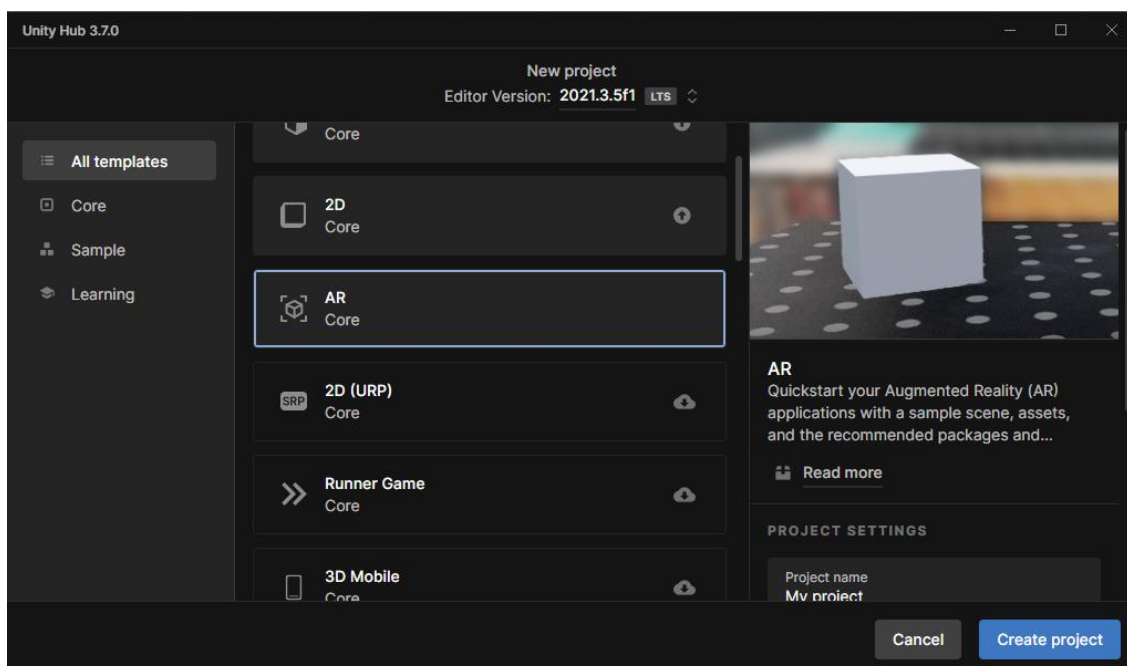 Unity Hub 3.7.0
New project
Editor Version: 2021.3.5f1 LTS
All templates
Core
Sample
Learning
Core
2D
Core
AR
Core
SRP
2D (URP)
Core
Runner Game
Core
3D Mobile
Core
AR
Quickstart your Augmented Reality (AR)
applications with a sample scene, assets,
and the recommended packages and...
Read more
PROJECT SETTINGS
Project name
My project
Cancel
Create project